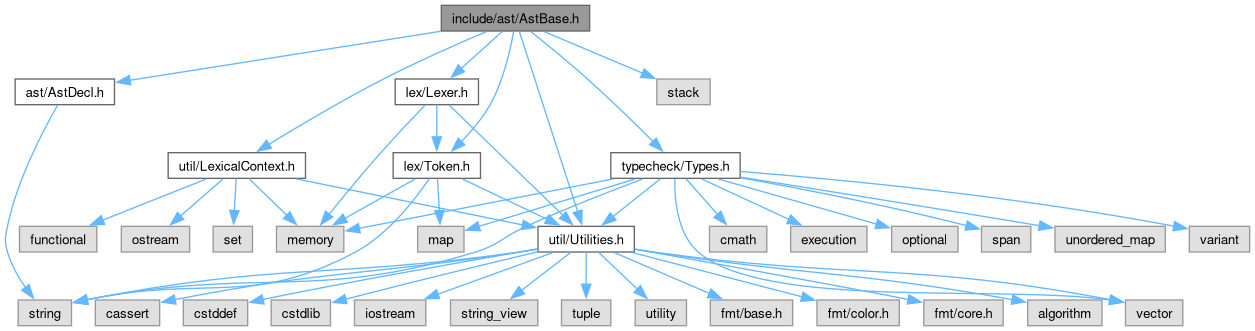 include/ast/AstBase.h
ast/AstDecl.h
lex/Lexer.h
stack
util/LexicalContext.h
lex/Token.h
typecheck/Types.h
functional
ostream
set
memory
map
util/Utilities.h
cmath
execution
optional
span
unordered_map
variant
string
cassert
cstddef
cstdlib
iostream
string_view
tuple
utility
fmt/base.h
fmt/color.h
fmt/core.h
algorithm
vector